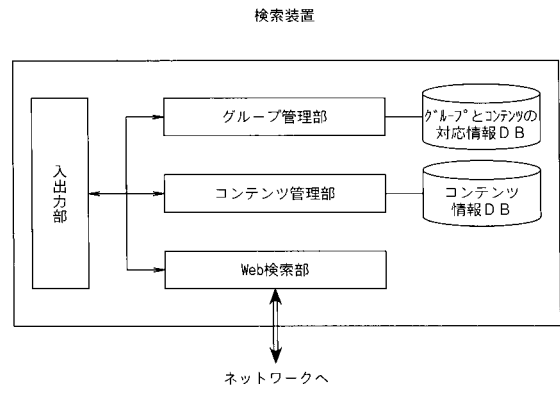 検索装置
グループ管理部
グループとコンテンツの
対応情報DB
入出力部
コンテンツ管理部
コンテンツ
情報DB
Web検索部
ネットワークへ